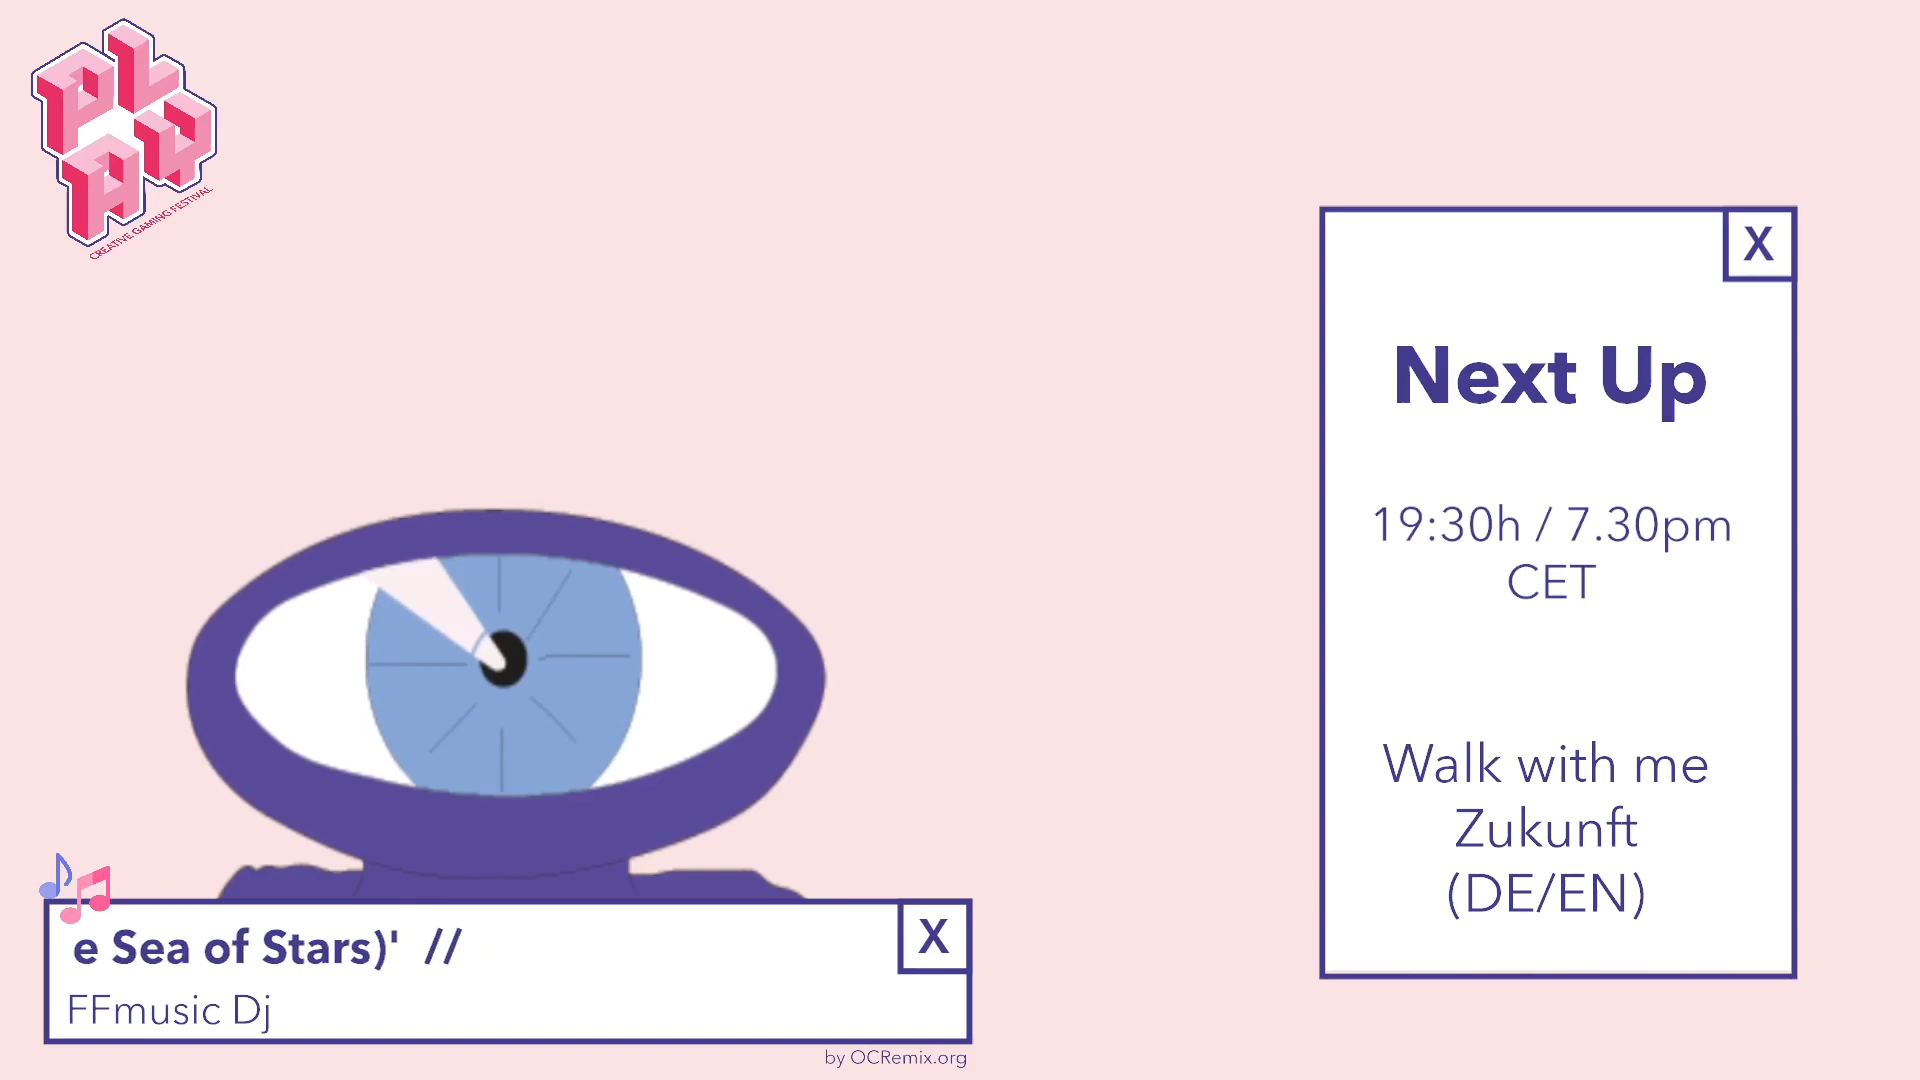 PLAY
CREATIVE GAMING FESTIVAL
X
Next Up
19:30h / 7.30pm
CET
Walk with me
Zukunft
(DE/EN)
e Sea of Stars)' //
X
FFmusic Dj
by OCRemix.org